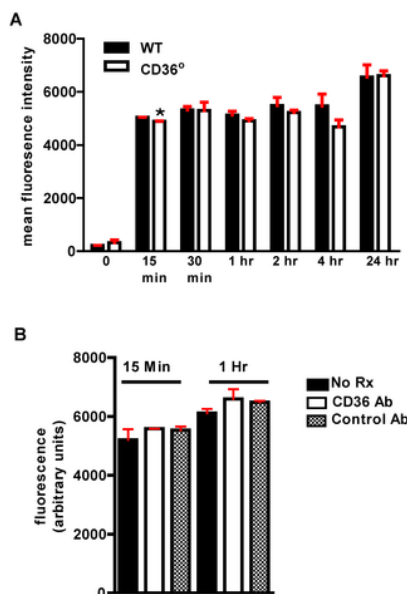 A
WT
CD36⁰
mean fluoresence intensity
8000
6000
4000
2000
0
*
0 15 min 30 min 1 hr 2 hr 4 hr 24 hr
B
15 Min 1 Hr
No Rx
CD36 Ab
Control Ab
fluorescence
(arbitrary units)
8000
6000
4000
2000
0